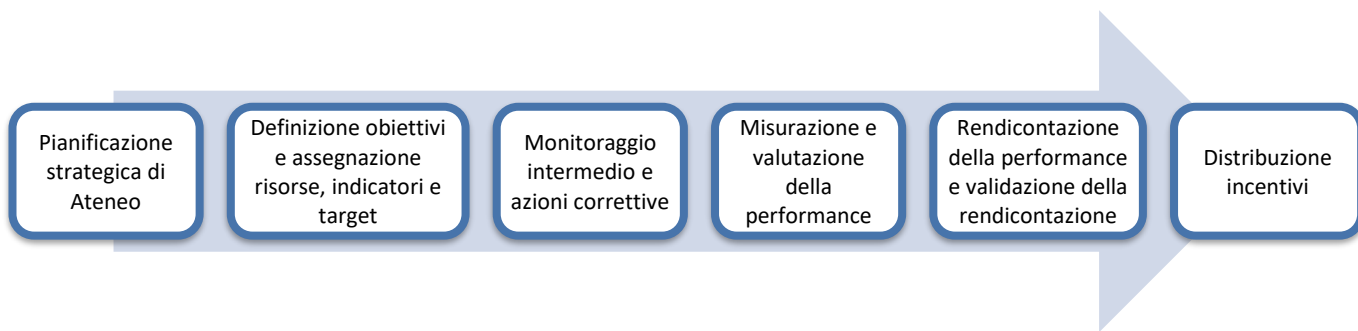 Pianificazione
strategica di
Ateneo
Definizione obiettivi
e assegnazione
risorse, indicatori e
target
Monitoraggio
intermedio e
azioni correttive
Misurazione e
valutazione
della
performance
Rendicontazione
della performance
e validazione della
rendicontazione
Distribuzione
incentivi